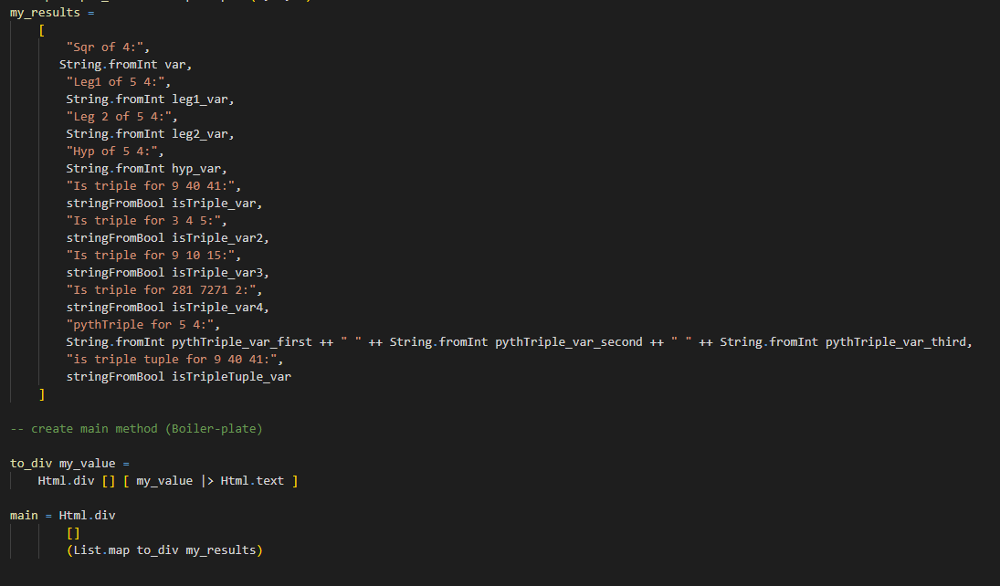 my_results =
[
"Sqr of 4:",
String.fromInt var,
"Leg1 of 5 4:",
String.fromInt leg1_var,
"Leg 2 of 5 4:",
String.fromInt leg2_var,
"Hyp of 5 4:",
String.fromInt hyp_var,
"Is triple for 9 40 41:",
stringFromBool isTriple_var,
"Is triple for 3 4 5:",
stringFromBool isTriple_var2,
"Is triple for 9 10 15:",
stringFromBool isTriple_var3,
"Is triple for 281 7271 2:",
stringFromBool isTriple_var4,
"pythTriple for 5 4:",
String.fromInt pythTriple_var_first ++ " " ++ String.fromInt pythTriple_var_second ++ " " ++ String.fromInt pythTriple_var_third,
"is triple tuple for 9 40 41:",
stringFromBool isTripleTuple_var
]
-- create main method (Boiler-plate)
to_div my_value =
Html.div [] [ my_value |> Html.text ]
main = Html.div
[]
(List.map to_div my_results)